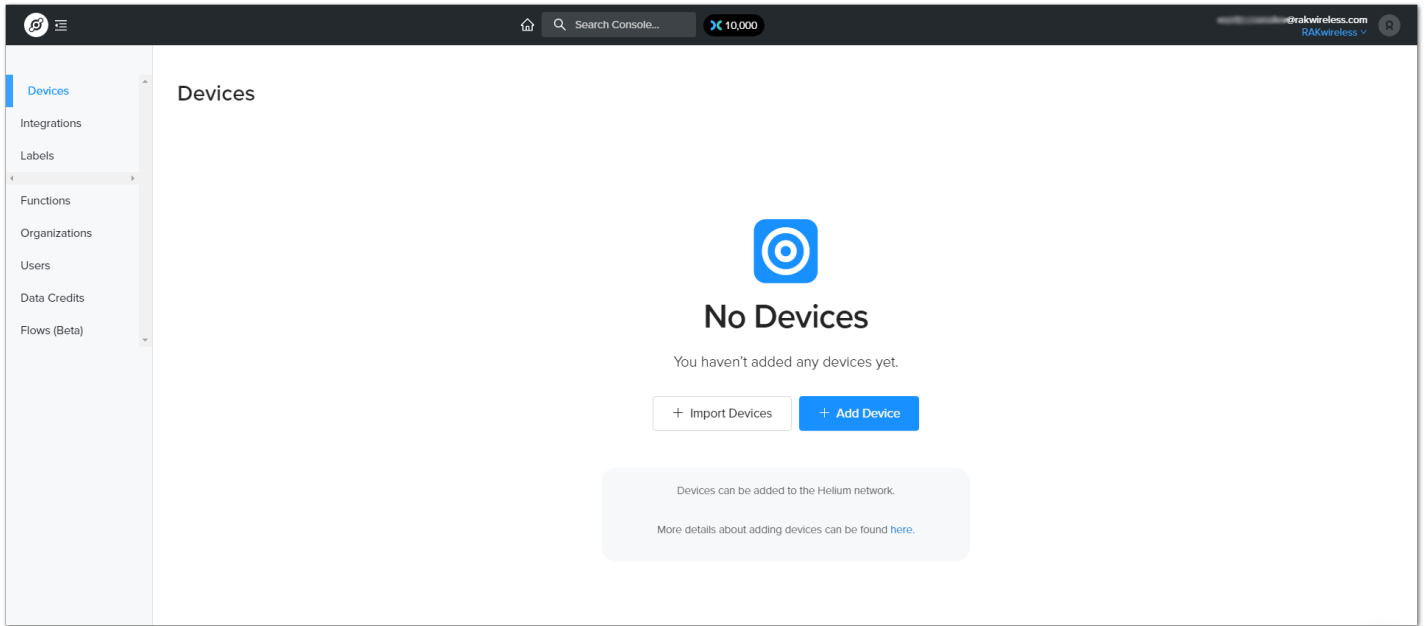 Search Console...
10,000
@rakwireless.com
RAKwireless
R
Devices
Integrations
Labels
Functions
Organizations
Users
Data Credits
Flows (Beta)
Devices
No Devices
You haven't added any devices yet.
+ Import Devices
+ Add Device
Devices can be added to the Helium network.
More details about adding devices can be found here.